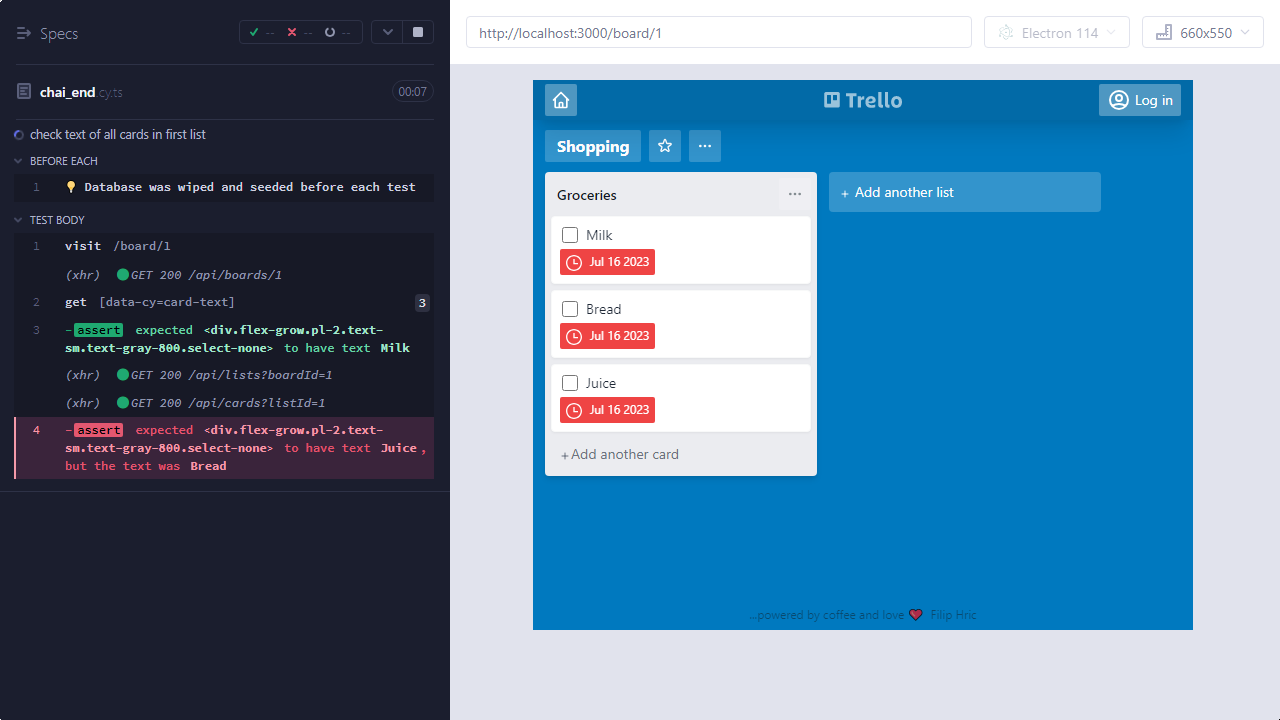 Specs
-- -- --
chai_end.cy.ts
00:07
check text of all cards in first list
BEFORE EACH
1 💡 Database was wiped and seeded before each test
TEST BODY
1 visit /board/1
(xhr) GET 200 /api/boards/1
2 get [data-cy=card-text] 3
3 -assert expected <div.flex-grow.pl-2.text-
sm.text-gray-800.select-none> to have text Milk
(xhr) GET 200 /api/lists?boardId=1
(xhr) GET 200 /api/cards?listId=1
4 -assert expected <div.flex-grow.pl-2.text-
sm.text-gray-800.select-none> to have text Juice,
but the text was Bread
http://localhost:3000/board/1
Electron 114
660x550
Trello
Log in
Shopping
Groceries
+ Add another list
Milk
Jul 16 2023
Bread
Jul 16 2023
Juice
Jul 16 2023
+Add another card
...powered by coffee and love ❤ Filip Hric